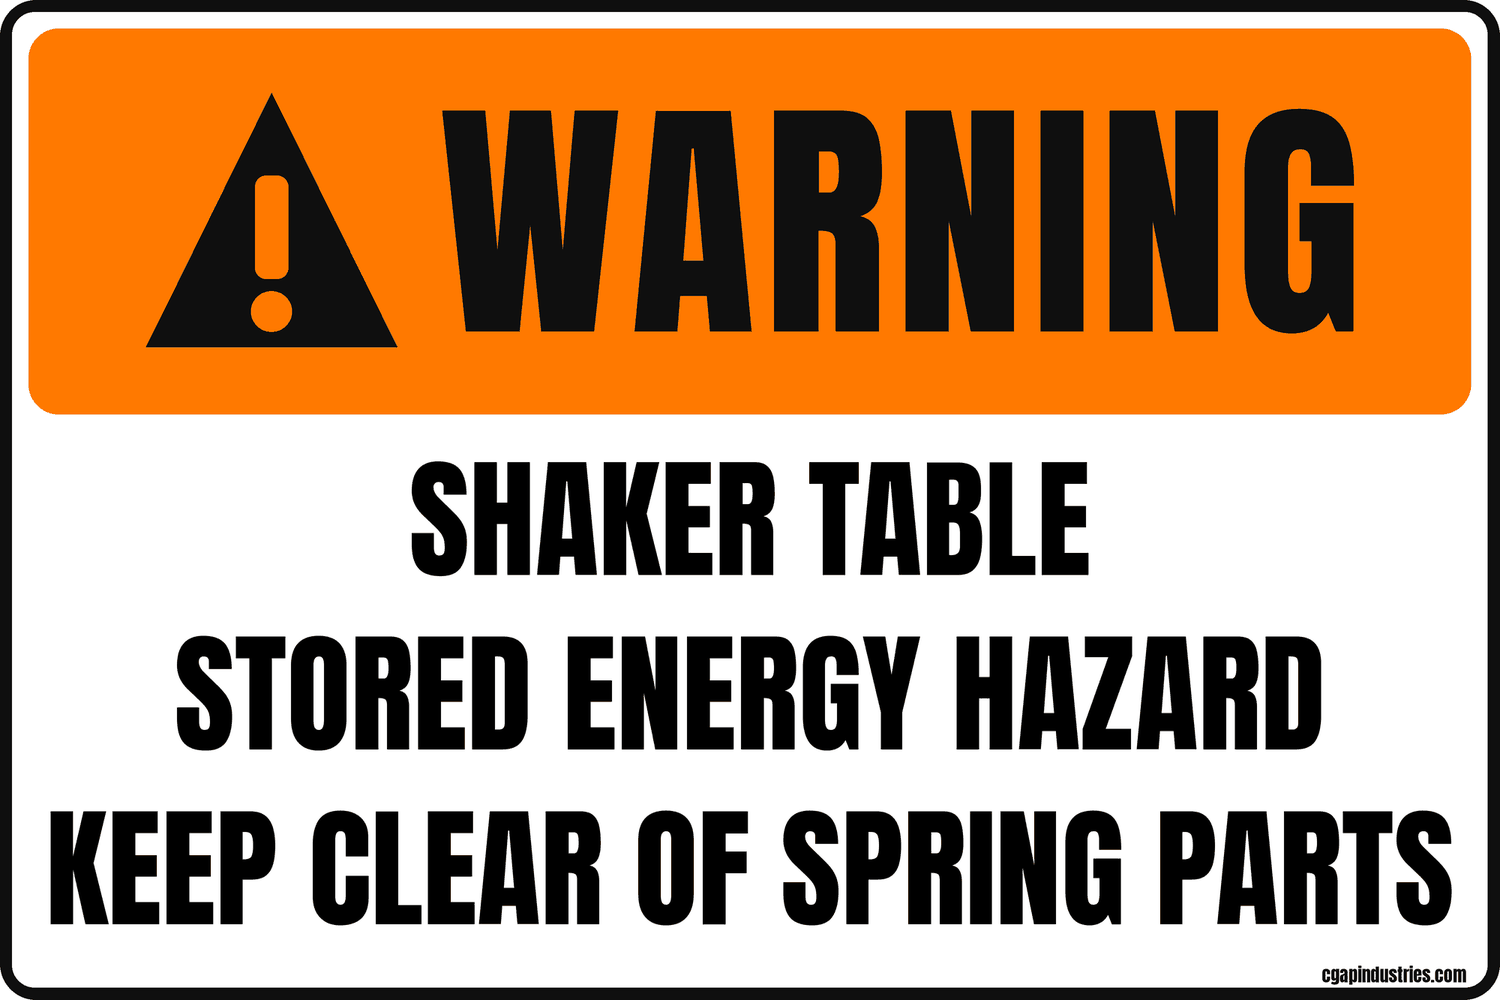 WARNING
SHAKER TABLE
STORED ENERGY HAZARD
KEEP CLEAR OF SPRING PARTS
cgapindustries.com